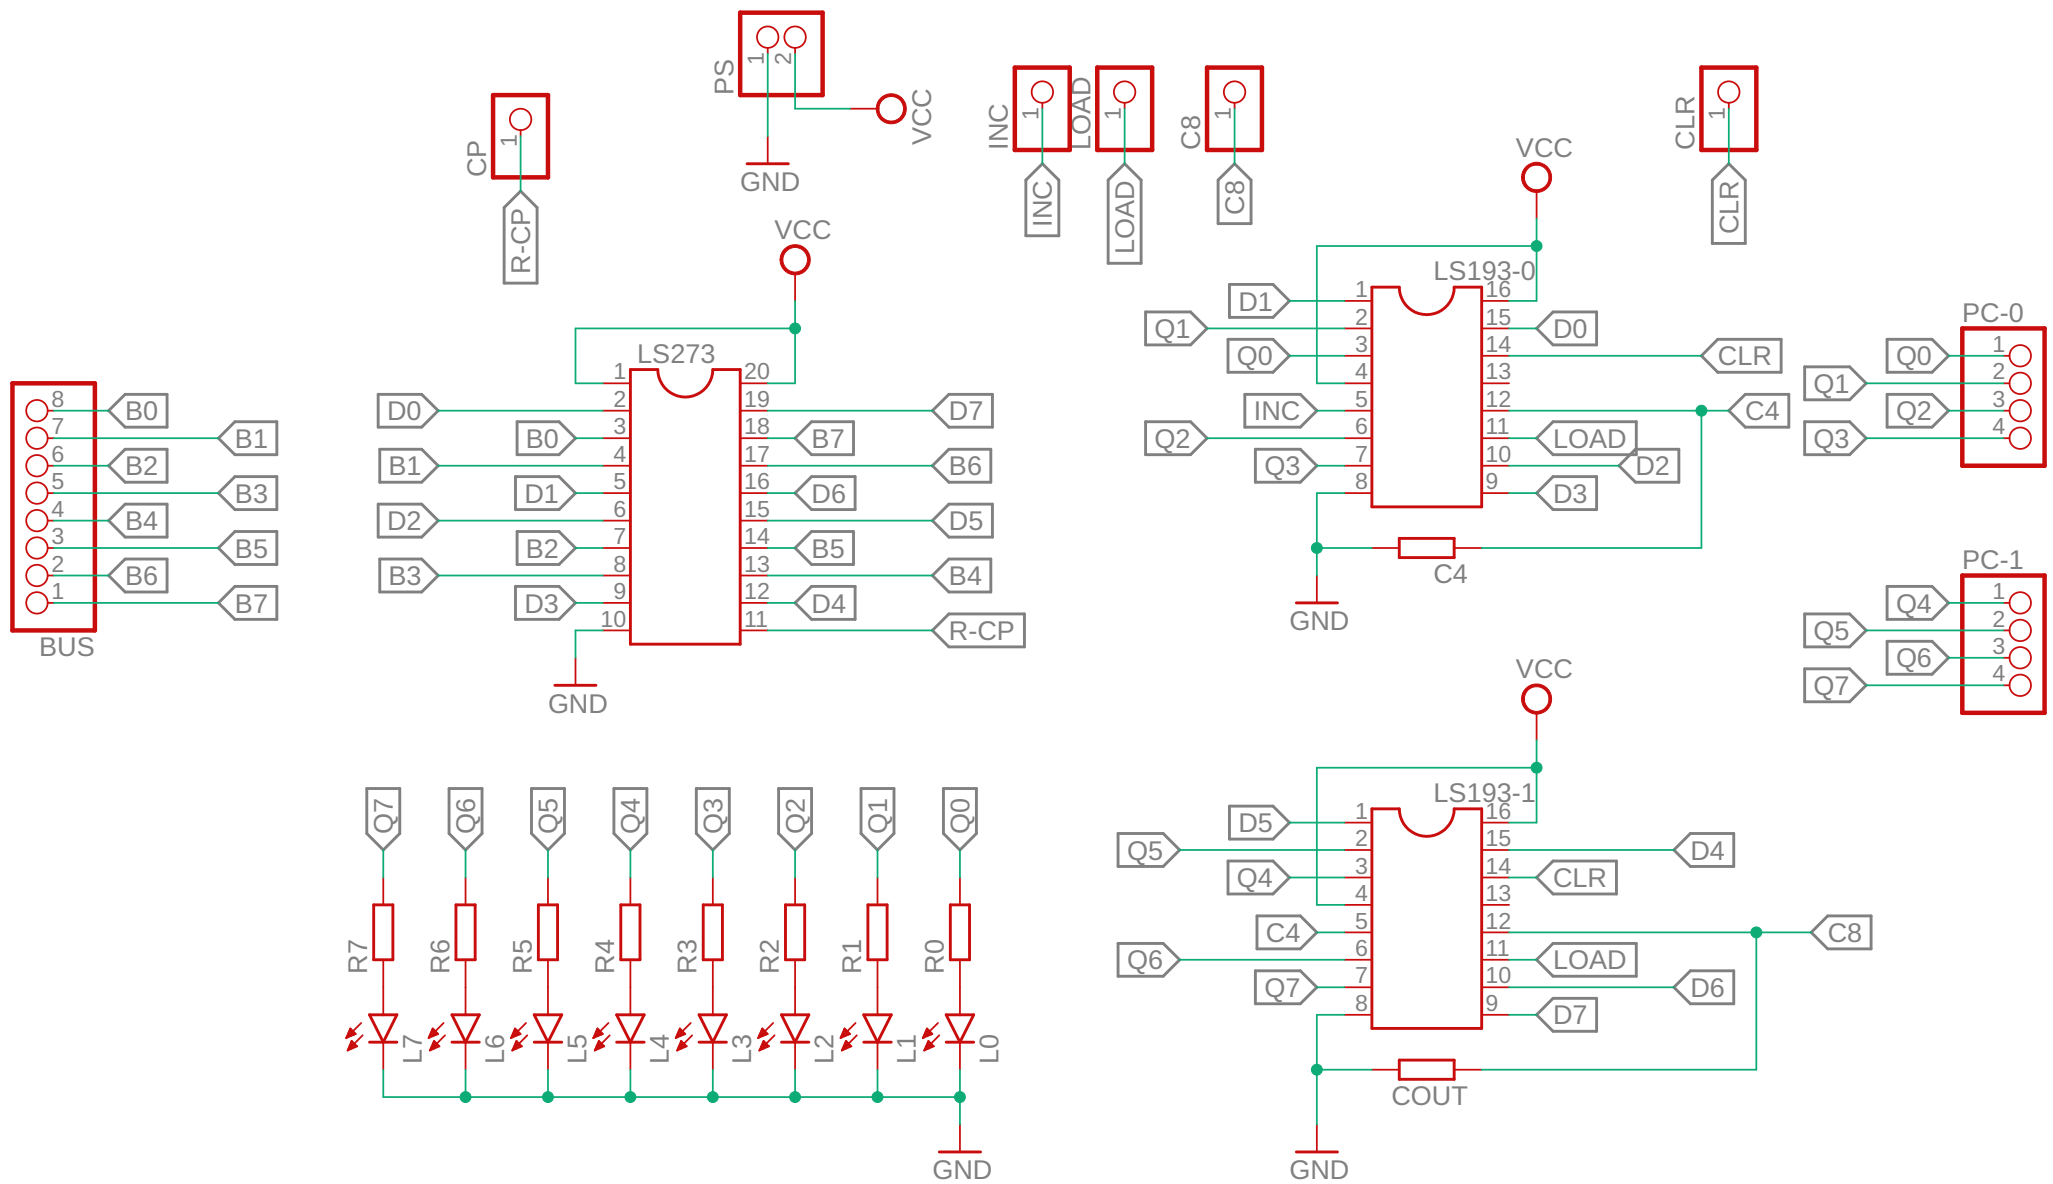 PS
1
2
VCC
GND
CP
1
R-CP
INC
1
INC
LOAD
1
LOAD
C8
1
C8
CLR
1
CLR
BUS
8 B0
7 B1
6 B2
5 B3
4 B4
3 B5
2 B6
1 B7
VCC
LS273
1 20
D0 2 19 D7
B0 3 18 B7
B1 4 17 B6
D1 5 16 D6
D2 6 15 D5
B2 7 14 B5
B3 8 13 B4
D3 9 12 D4
10 11 R-CP
GND
VCC
LS193-0
D1 1 16
Q1 2 15 D0
Q0 3 14 CLR
4 13
INC 5 12 C4
Q2 6 11 LOAD
Q3 7 10 D2
8 9 D3
C4
GND
PC-0
Q0 1
Q1 2
Q2 3
Q3 4
PC-1
Q4 1
Q5 2
Q6 3
Q7 4
VCC
LS193-1
D5 1 16
Q5 2 15 D4
Q4 3 14 CLR
4 13
C4 5 12 C8
Q6 6 11 LOAD
Q7 7 10 D6
8 9 D7
COUT
GND
Q7 Q6 Q5 Q4 Q3 Q2 Q1 Q0
R7 R6 R5 R4 R3 R2 R1 R0
L7 L6 L5 L4 L3 L2 L1 L0
GND